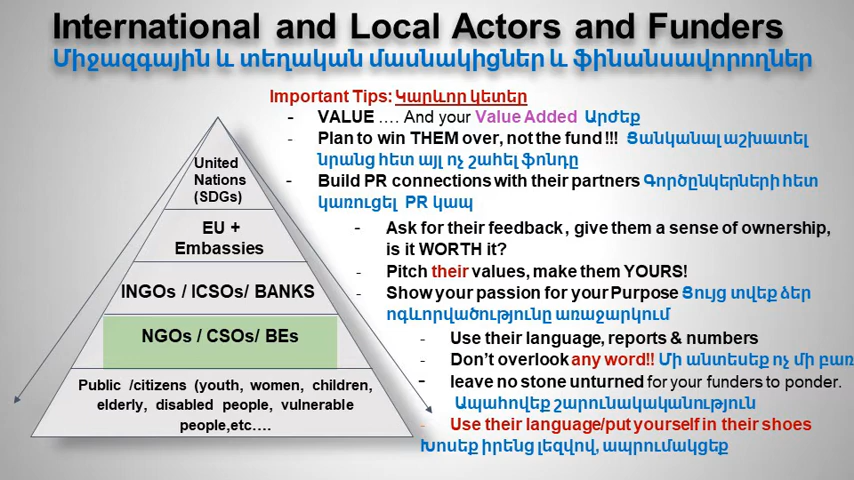 International and Local Actors and Funders
Միջազգային և տեղական մասնակիցներ և ֆինանսավորողներ
Important Tips: Կարևոր կետեր
- VALUE .... And your Value Added Արժեք
- Plan to win THEM over, not the fund !!! Ցանկանալ աշխատել
նրանց հետ այլ ոչ շահել ֆոնդը
- Build PR connections with their partners Գործընկերների հետ
կառուցել PR կապ
- Ask for their feedback, give them a sense of ownership,
is it WORTH it?
- Pitch their values, make them YOURS!
- Show your passion for your Purpose Ցույց տվեք ձեր
ոգևորվածությունը առաջարկում
- Use their language, reports & numbers
- Don't overlook any word!! Մի անտեսեք ոչ մի բառ
- leave no stone unturned for your funders to ponder.
Ապահովեք շարունակականություն
- Use their language/put yourself in their shoes
Խոսեք իրենց լեզվով, ապրումակցեք
United
Nations
(SDGs)
EU +
Embassies
INGOs / ICSOs/ BANKS
NGOs / CSOs/ BEs
Public /citizens (youth, women, children,
elderly, disabled people, vulnerable
people,etc....